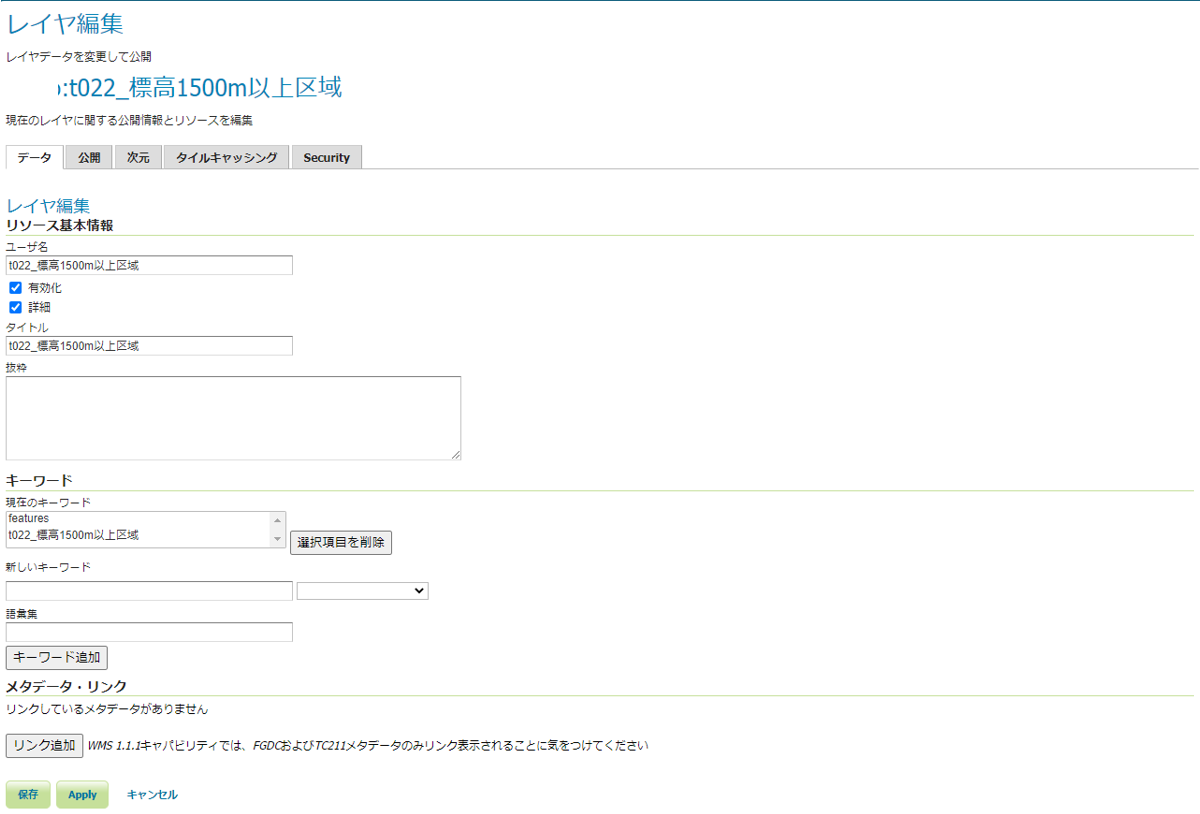 レイヤ編集
レイヤデータを変更して公開
:t022_標高1500m以上区域
現在のレイヤに関する公開情報とリソースを編集
データ 公開 次元 タイルキャッシング Security
レイヤ編集
リソース基本情報
ユーザ名
t022_標高1500m以上区域
有効化
詳細
タイトル
t022_標高1500m以上区域
抜粋
キーワード
現在のキーワード
features
t022_標高1500m以上区域
選択項目を削除
新しいキーワード
語彙集
キーワード追加
メタデータ・リンク
リンクしているメタデータがありません
リンク追加 WMS 1.1.1キャパビリティでは、FGDCおよびTC211メタデータのみリンク表示されることに気をつけてください
保存 Apply キャンセル